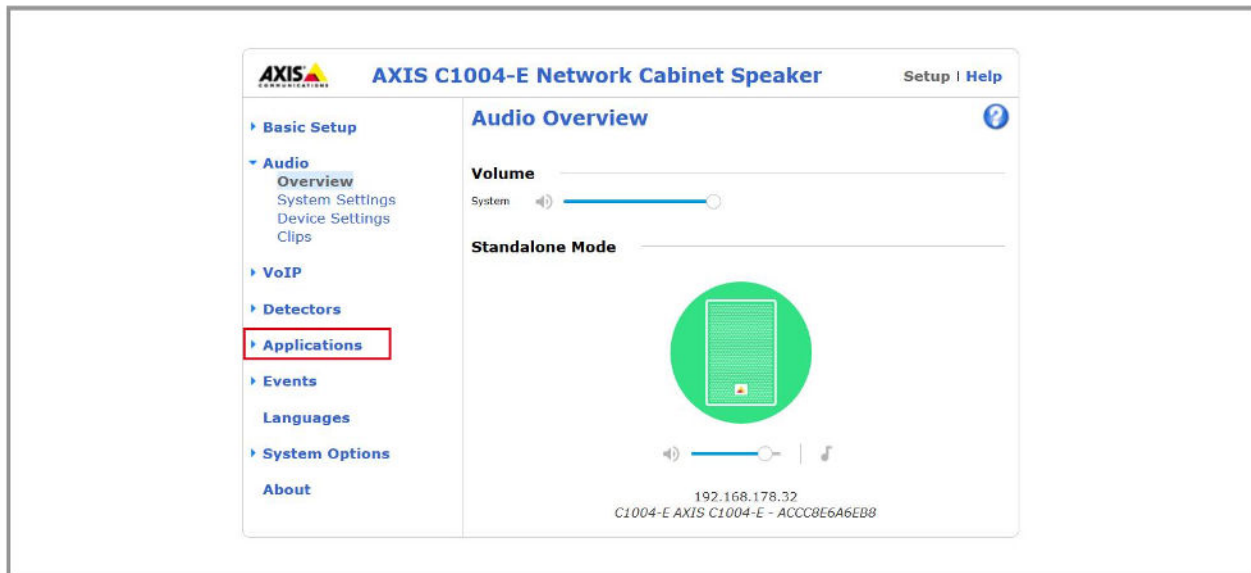 AXIS
COMMUNICATIONS
AXIS C1004-E Network Cabinet Speaker
Setup | Help
Basic Setup
Audio
Overview
System Settings
Device Settings
Clips
VoIP
Detectors
Applications
Events
Languages
System Options
About
Audio Overview
?
Volume
System
Standalone Mode
192.168.178.32
C1004-E AXIS C1004-E - ACCC8E6A6EB8